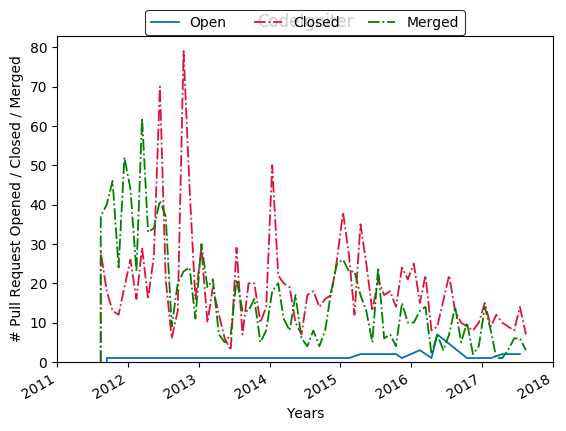 CodeIgniter
Open Closed Merged
# Pull Request Opened / Closed / Merged
80
70
60
50
40
30
20
10
0
2011 2012 2013 2014 2015 2016 2017 2018
Years